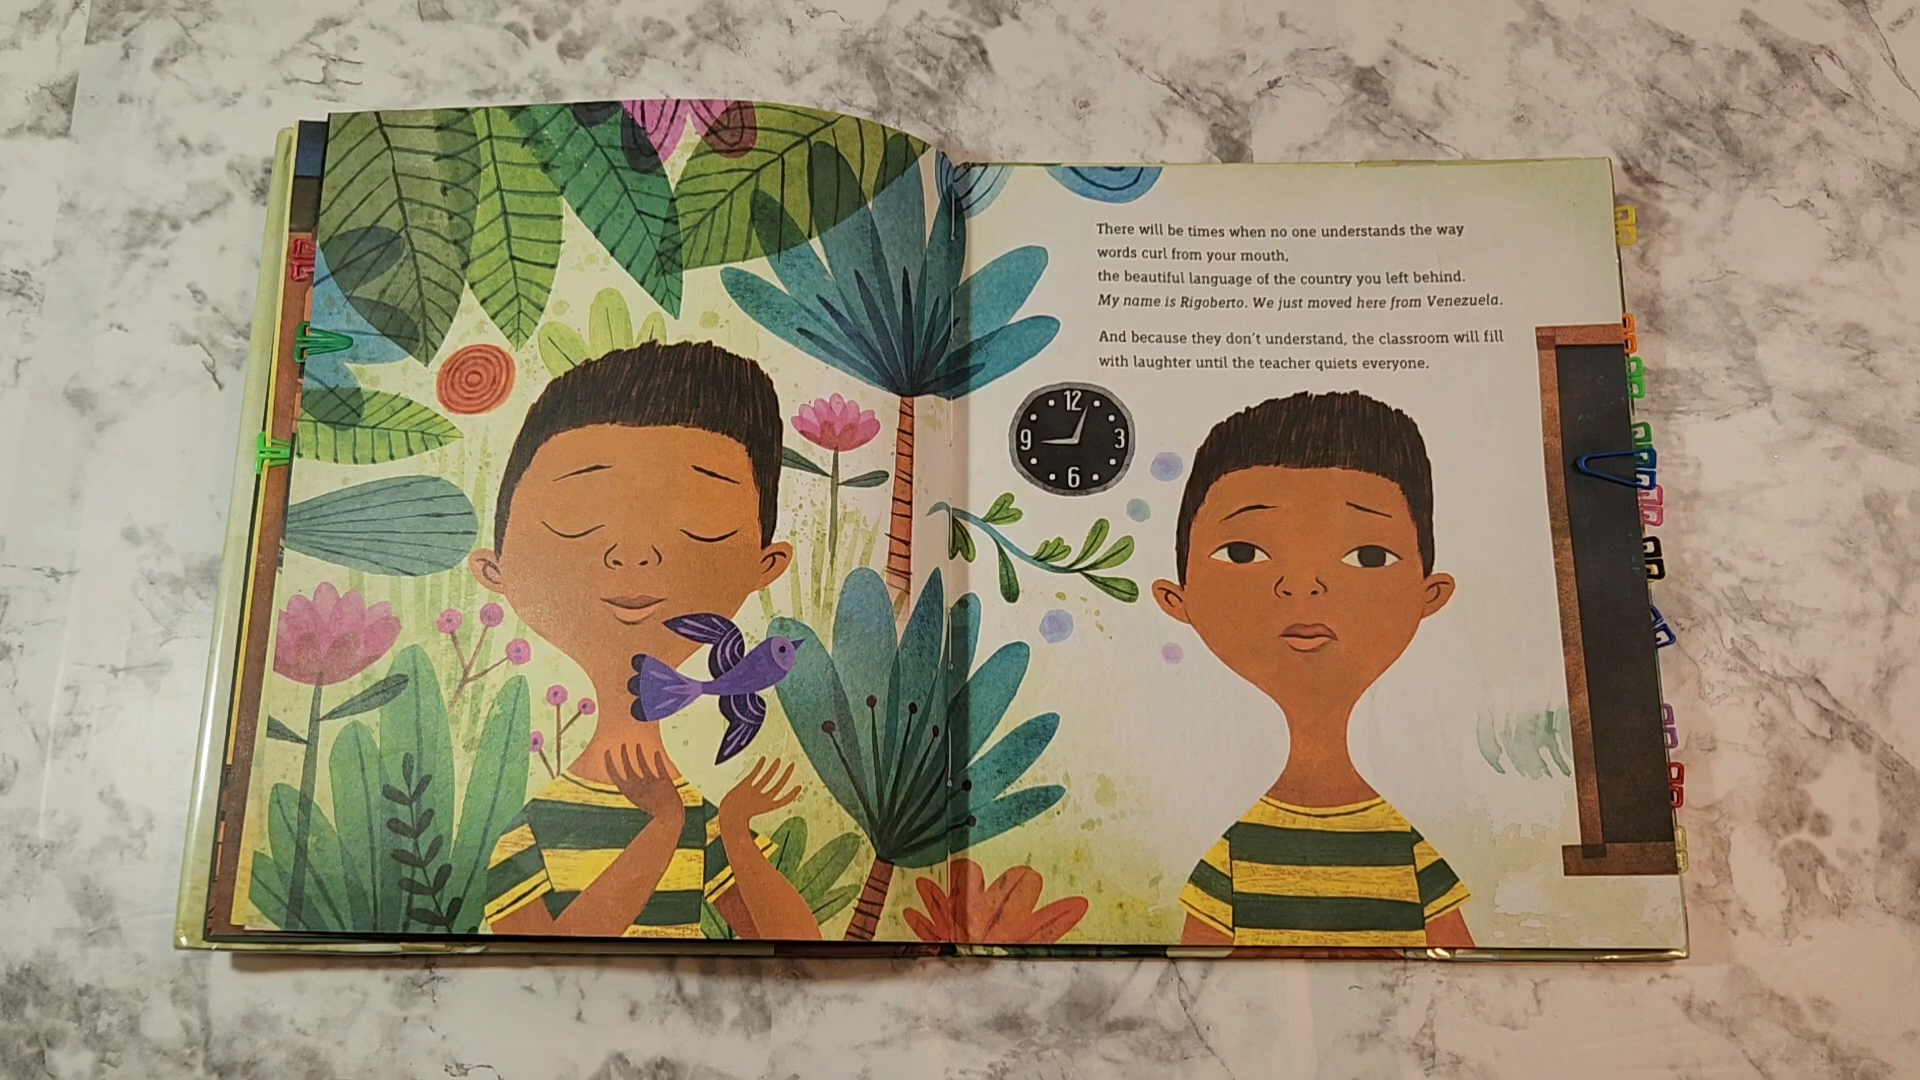 There will be times when no one understands the way
words curl from your mouth,
the beautiful language of the country you left behind.
My name is Rigoberto. We just moved here from Venezuela.
And because they don't understand, the classroom will fill
with laughter until the teacher quiets everyone.
12
9 3
6